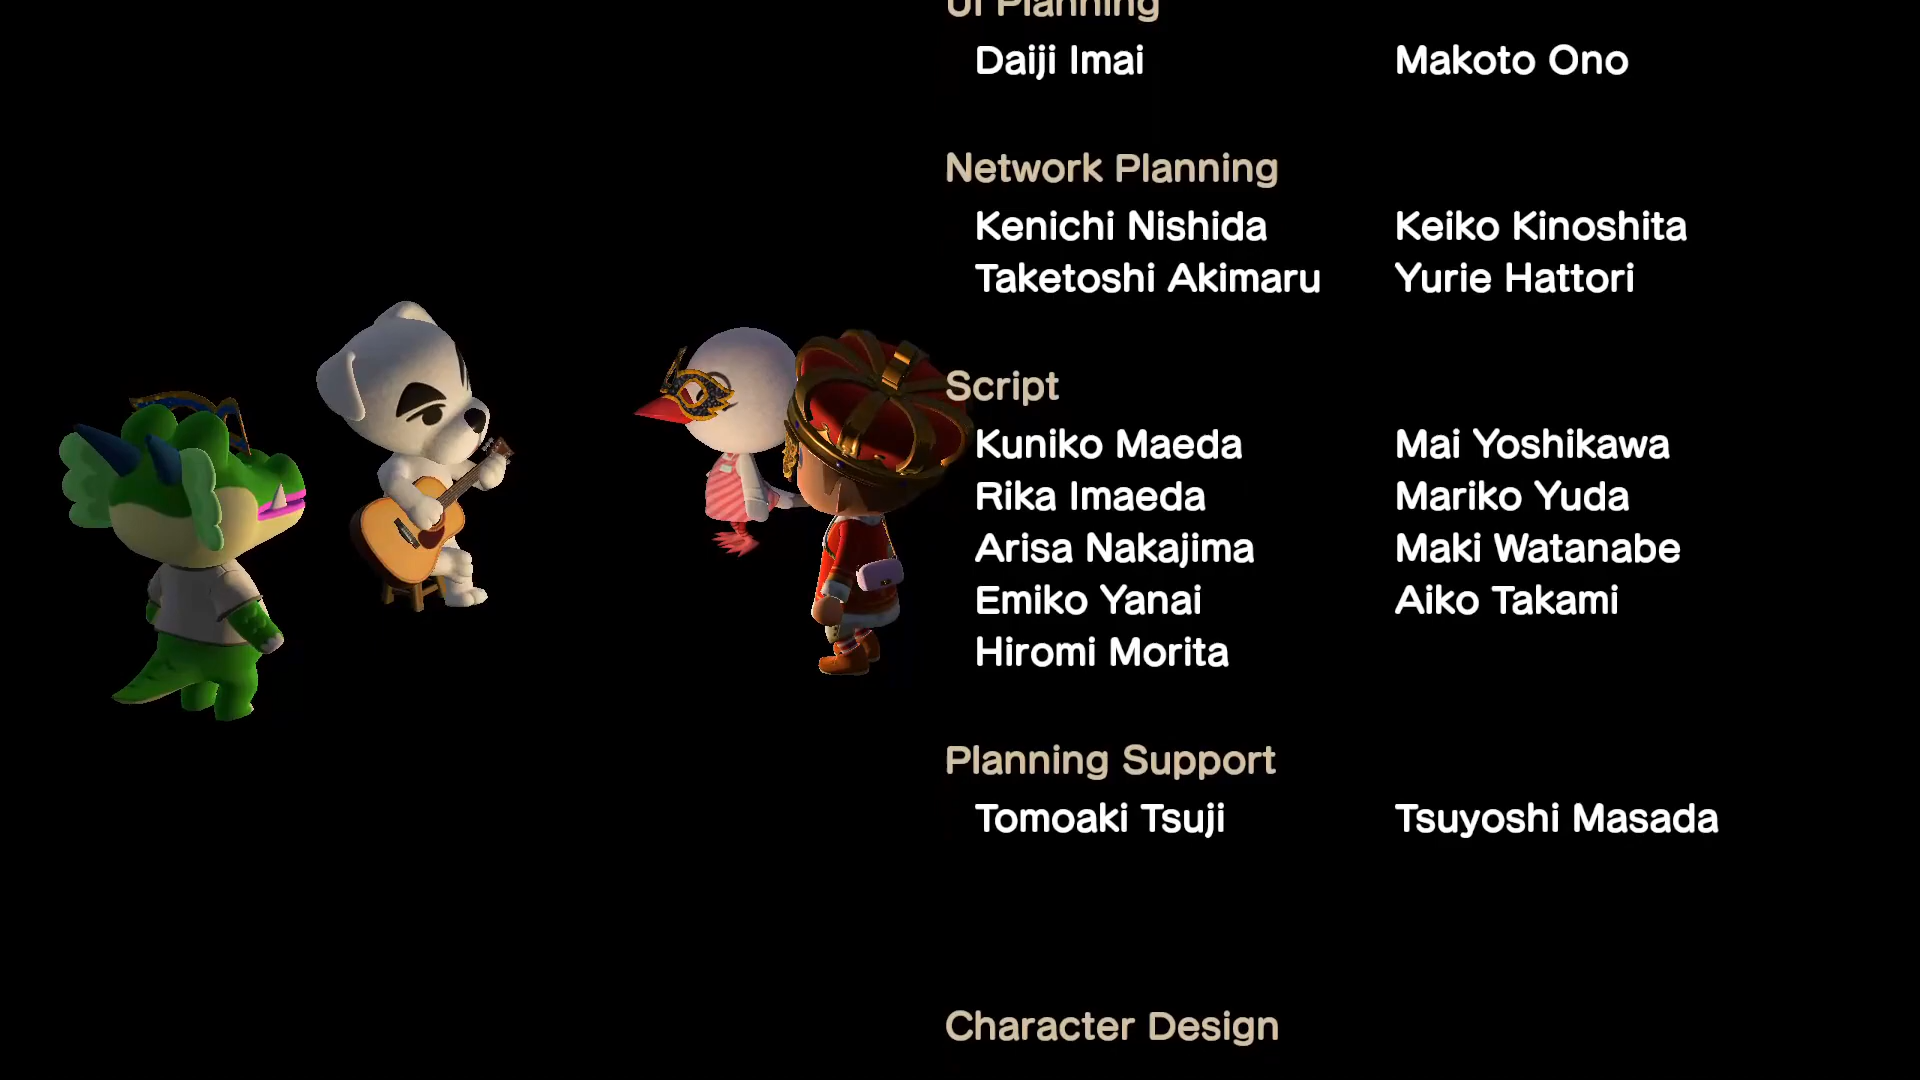 UI Planning
Daiji Imai Makoto Ono
Network Planning
Kenichi Nishida Keiko Kinoshita
Taketoshi Akimaru Yurie Hattori
Script
Kuniko Maeda Mai Yoshikawa
Rika Imaeda Mariko Yuda
Arisa Nakajima Maki Watanabe
Emiko Yanai Aiko Takami
Hiromi Morita
Planning Support
Tomoaki Tsuji Tsuyoshi Masada
Character Design